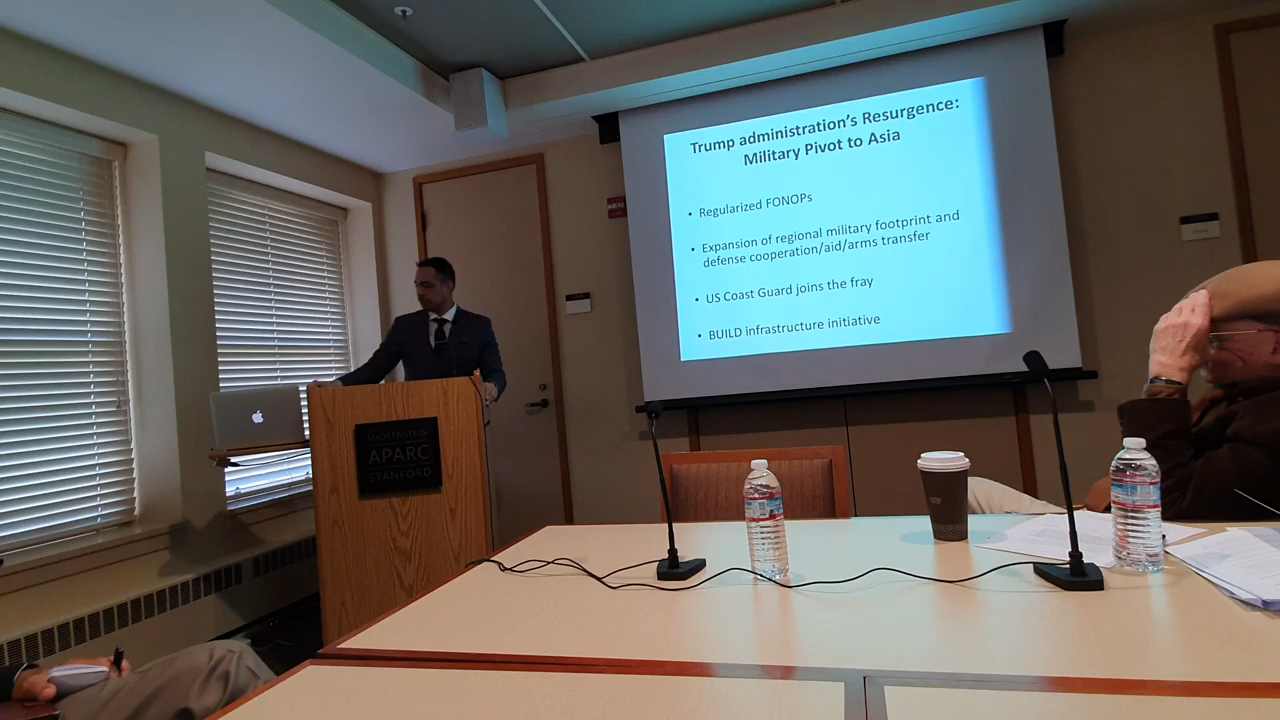 Trump administration's Resurgence:
Military Pivot to Asia
• Regularized FONOPs
• Expansion of regional military footprint and
defense cooperation/aid/arms transfer
• US Coast Guard joins the fray
• BUILD infrastructure initiative
SHORENSTEIN
APARC
STANFORD